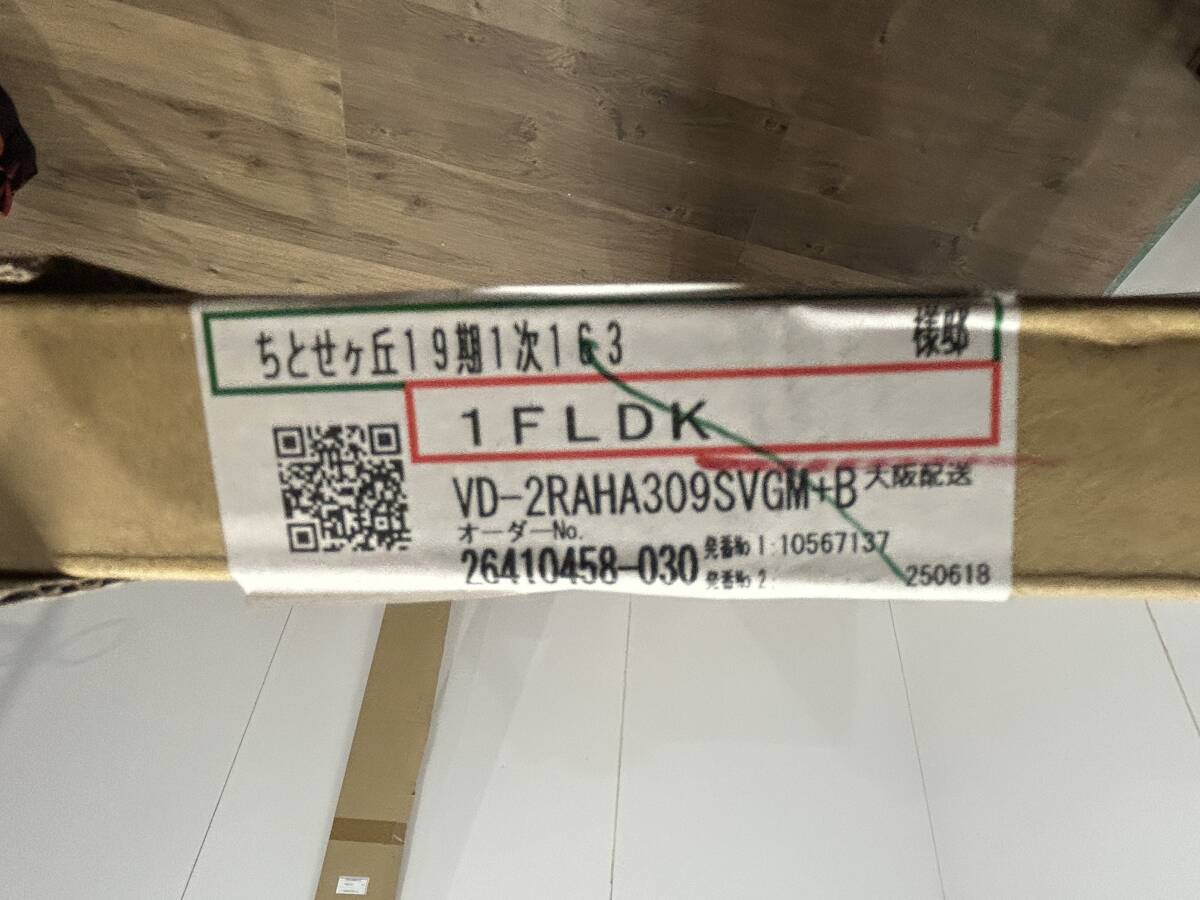 ちとせヶ丘19期1次163 様邸
1FLDK
VD-2RAHA309SVGM+B 大阪配送
オーダーNo.
26410458-030 発番No1:10567137
発番No2: 250618